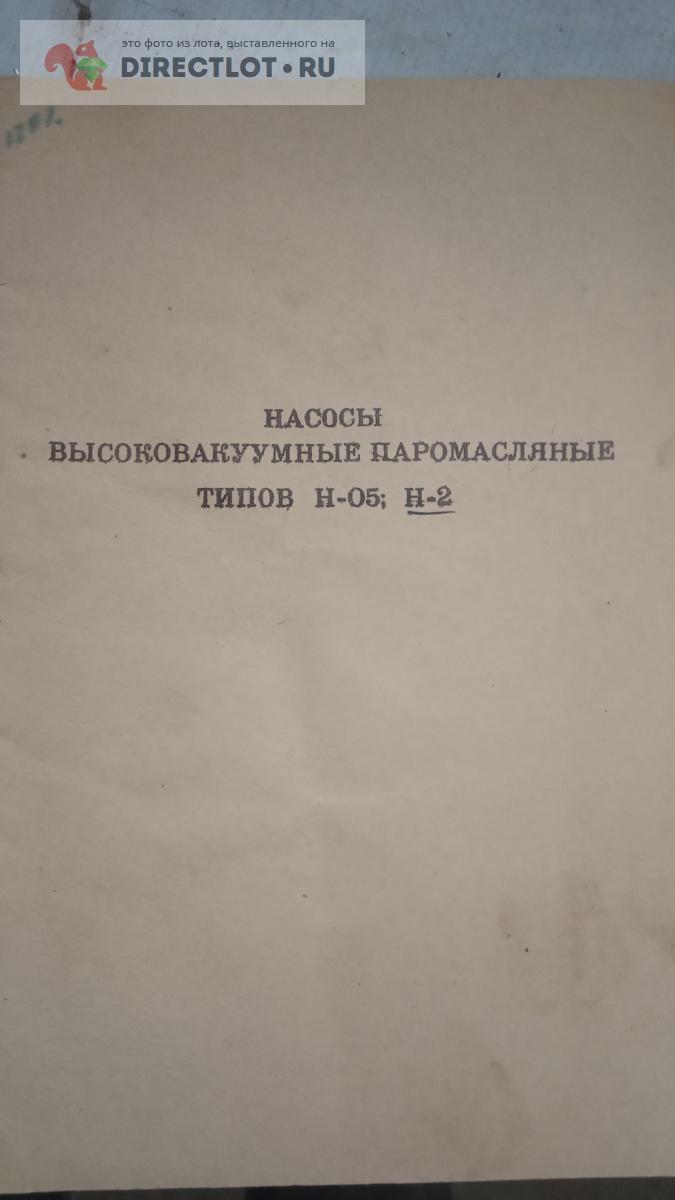 это фото из лота, выставленного на
DIRECTLOT • RU
НАСОСЫ
ВЫСОКОВАКУУМНЫЕ ПАРОМАСЛЯНЫЕ
ТИПОВ Н-05; Н-2